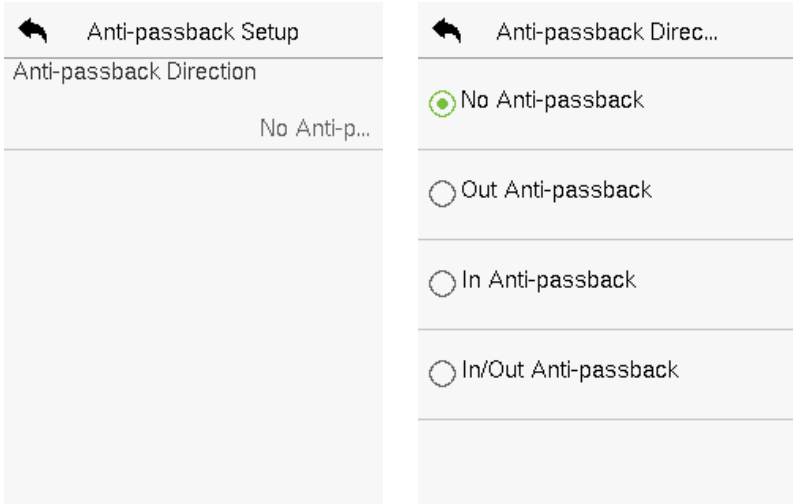 Anti-passback Setup
Anti-passback Direction
No Anti-p...
Anti-passback Direc...
No Anti-passback
Out Anti-passback
In Anti-passback
In/Out Anti-passback